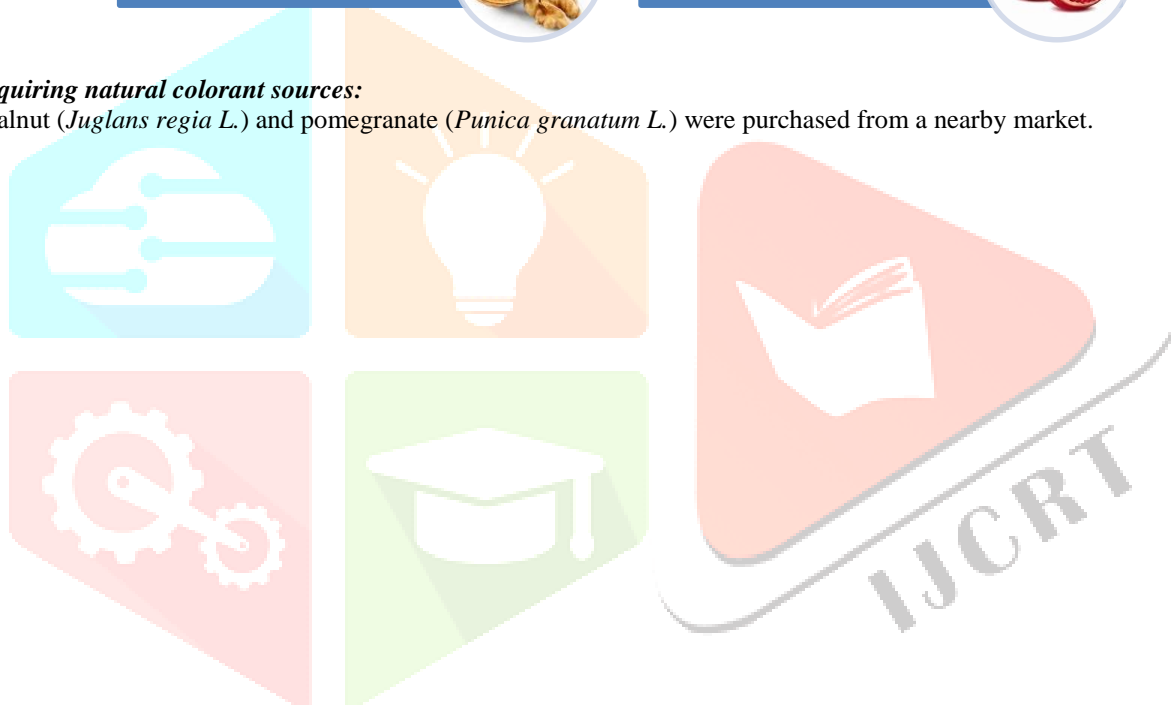 quiring natural colorant sources:
alnut (Juglans regia L.) and pomegranate (Punica granatum L.) were purchased from a nearby market.
IJCRT